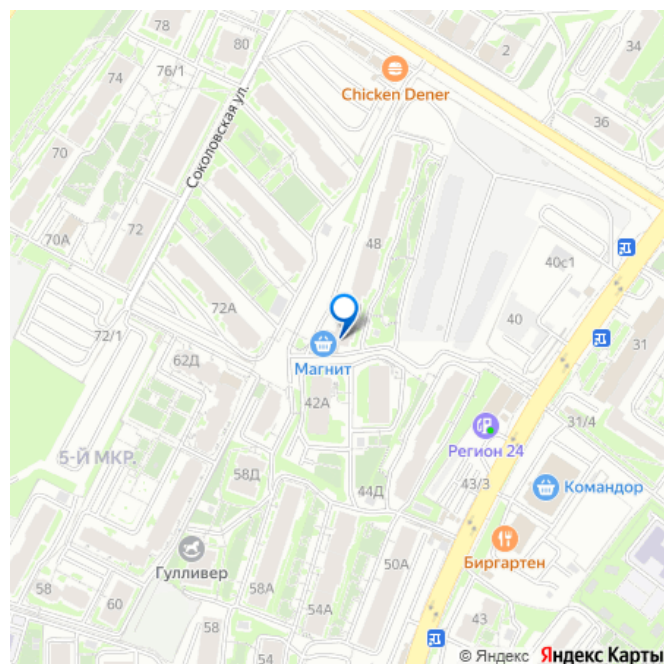 78
80
2
34
76/1
74
Chicken Dener
36
Соколовская ул.
70
72
70А
48
40с1
72А
40
72/1
31
62Д
Магнит
42А
31/4
5-Й МКР.
Регион 24
58Д
43/3
44Д
Командор
Биргартен
Гулливер
50А
58
58А
60
54А
43
58
54
© Яндекс Яндекс Карты